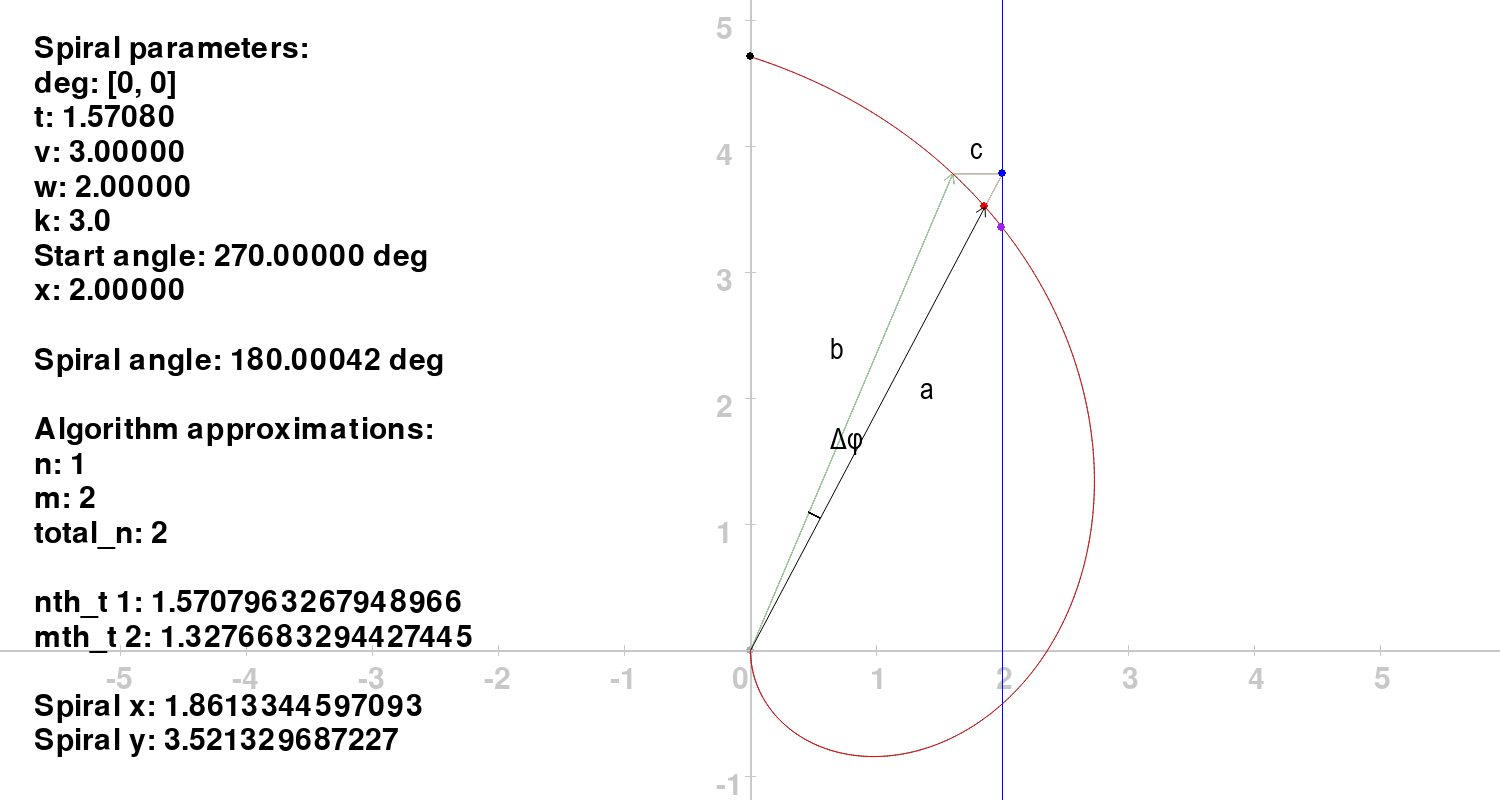 Spiral parameters:
deg: [0, 0]
t: 1.57080
v: 3.00000
w: 2.00000
k: 3.0
Start angle: 270.00000 deg
x: 2.00000
Spiral angle: 180.00042 deg
Algorithm approximations:
n: 1
m: 2
total_n: 2
nth_t 1: 1.5707963267948966
mth_t 2: 1.3276683294427445
Spiral x: 1.8613344597093
Spiral y: 3.521329687227
5
4
3
2
1
-1
-5
-4
-3
-2
-1
0
1
2
3
4
5
c
b
a
Δφ